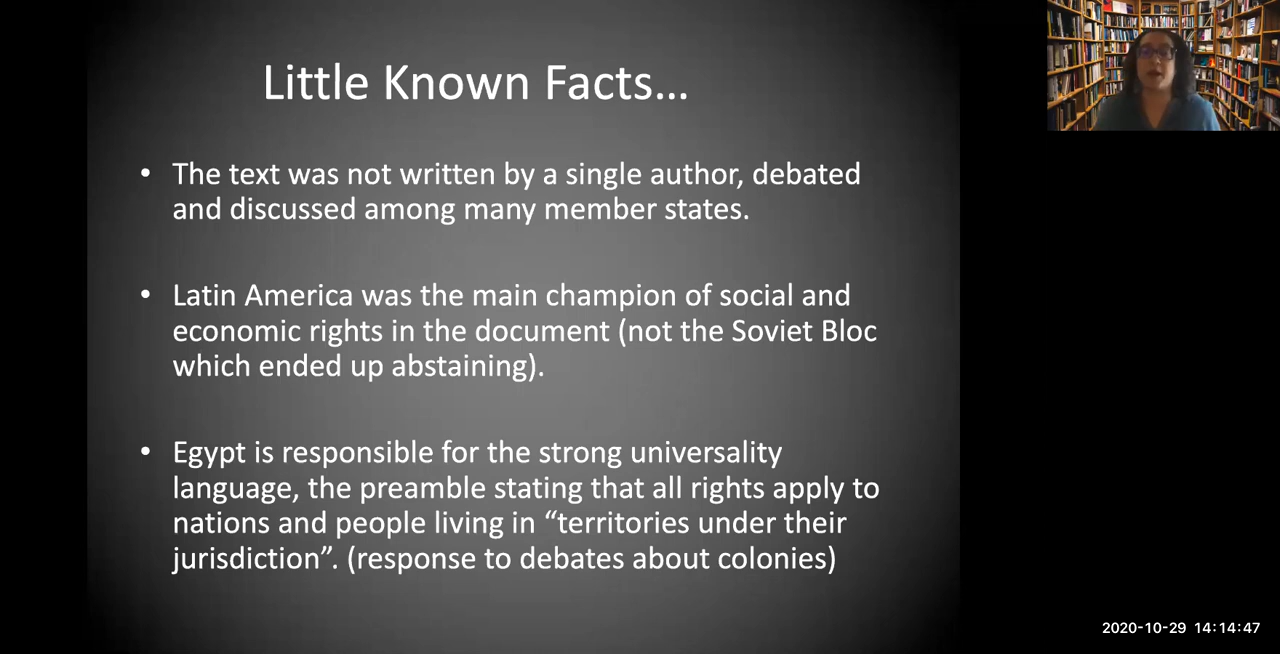 Little Known Facts...
• The text was not written by a single author, debated
and discussed among many member states.
• Latin America was the main champion of social and
economic rights in the document (not the Soviet Bloc
which ended up abstaining).
• Egypt is responsible for the strong universality
language, the preamble stating that all rights apply to
nations and people living in “territories under their
jurisdiction”. (response to debates about colonies)
2020-10-29 14:14:47